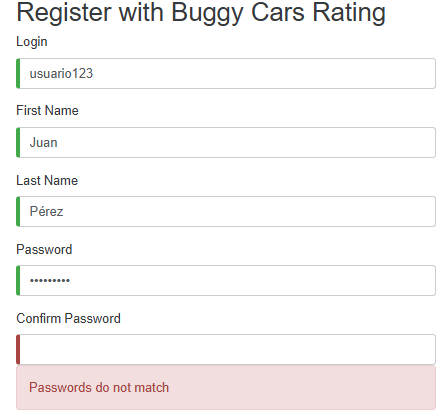 Register with Buggy Cars Rating
Login
usuario123
First Name
Juan
Last Name
Pérez
Password
•••••••••
Confirm Password
Passwords do not match